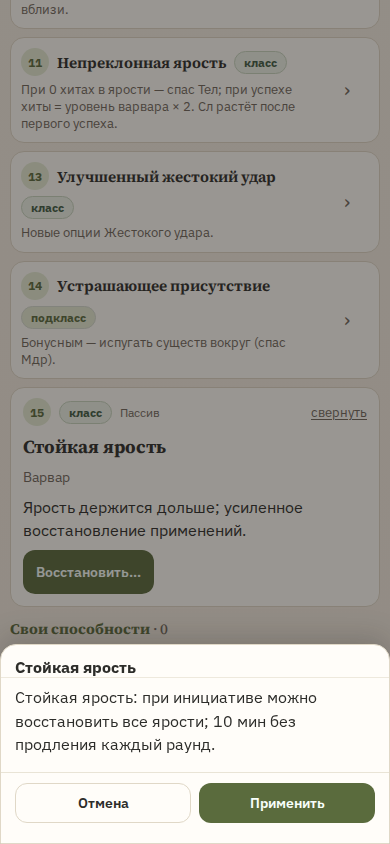 вблизи.
11 Непреклонная ярость класс
При 0 хитах в ярости — спас Тел; при успехе
хиты = уровень варвара × 2. Сл растёт после
первого успеха.
›
13 Улучшенный жестокий удар
класс
Новые опции Жестокого удара.
›
14 Устрашающее присутствие
подкласс
Бонусным — испугать существ вокруг (спас
Мдр).
›
15 класс Пассив свернуть
Стойкая ярость
Варвар
Ярость держится дольше; усиленное
восстановление применений.
Восстановить...
Свои способности · 0
Стойкая ярость
Стойкая ярость: при инициативе можно
восстановить все ярости; 10 мин без
продления каждый раунд.
Отмена Применить